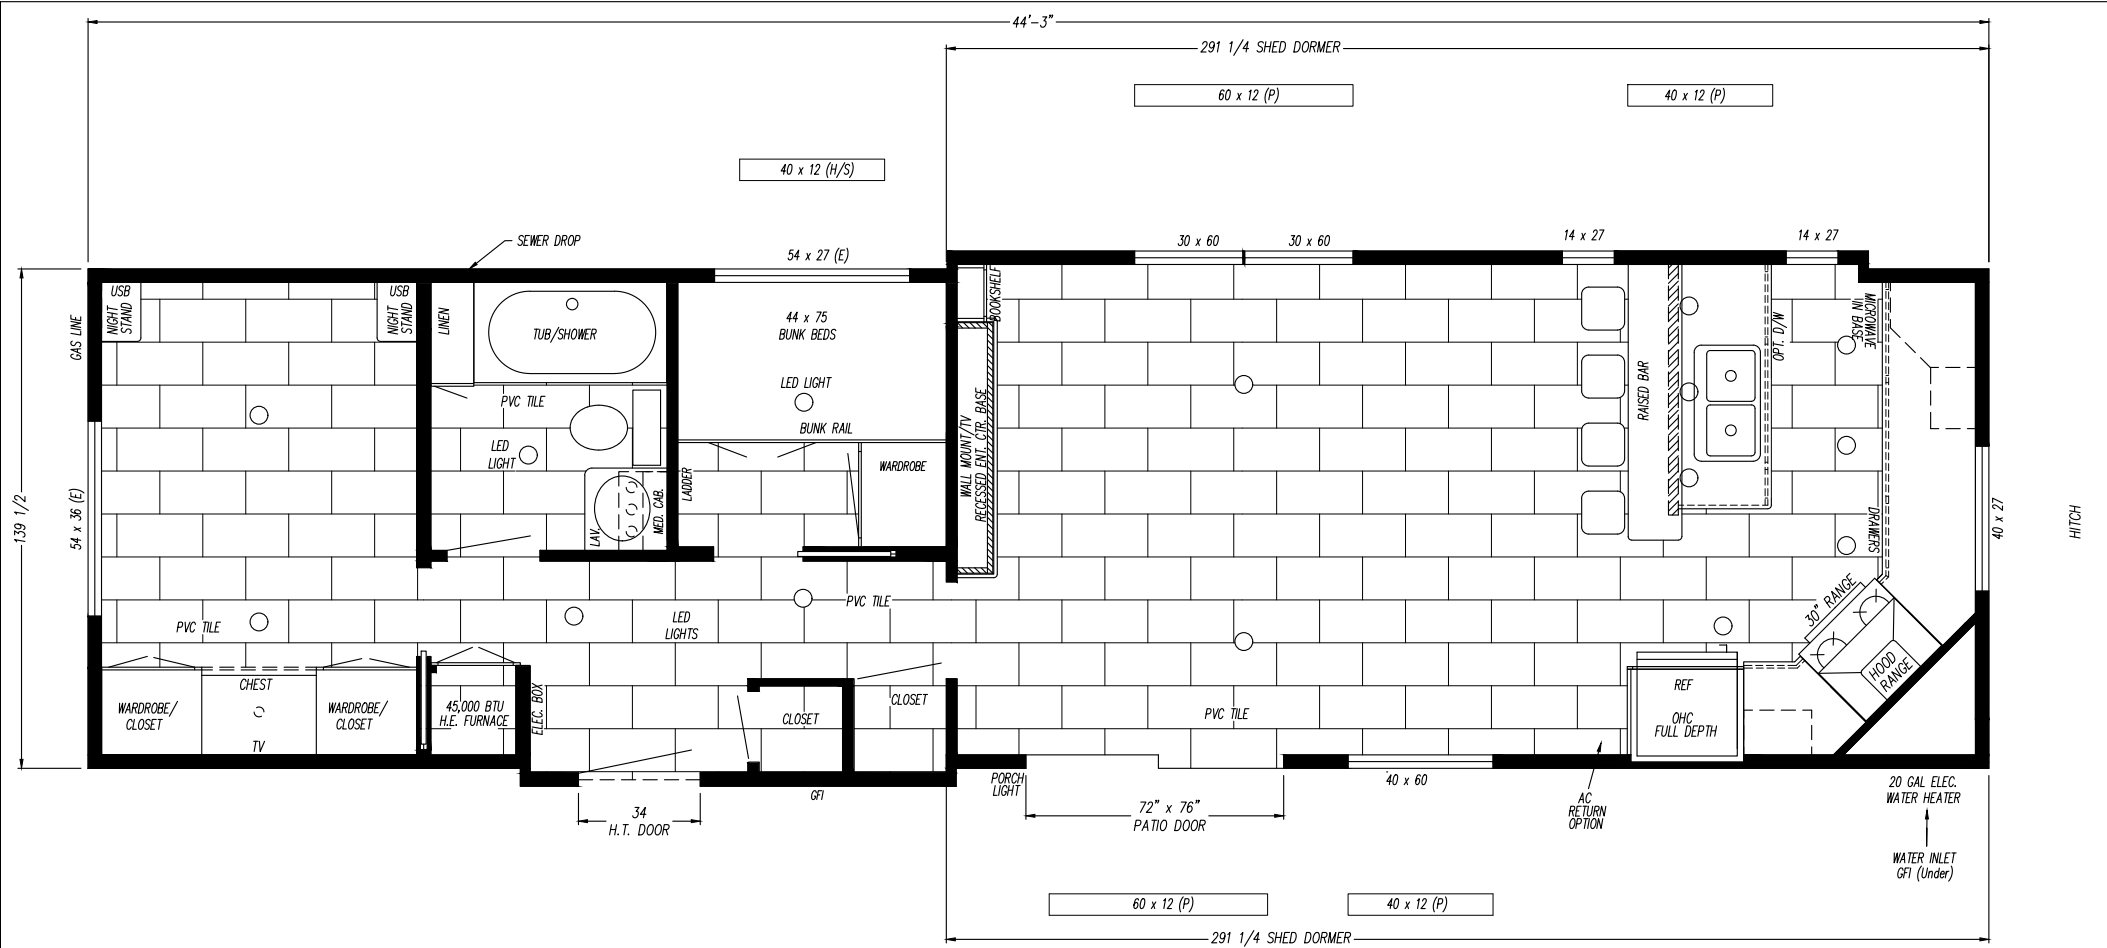 44'-3"
291 1/4 SHED DORMER
60 x 12 (P)
40 x 12 (P)
40 x 12 (H/S)
SEWER DROP
54 x 27 (E)
30 x 60
30 x 60
14 x 27
14 x 27
USB
NIGHT
STAND
USB
NIGHT
STAND
GAS LINE
LINEN
TUB/SHOWER
44 x 75
BUNK BEDS
BOOKSHELF
MICROWAVE
IN BASE
OPT. D/W
RAISED BAR
LED LIGHT
PVC TILE
BUNK RAIL
LED
LIGHT
WARDROBE
LADDER
WALL MOUNT/TV
RECESSED ENT. CTR. BASE
MED. CAB.
LAV.
139 1/2
54 x 36 (E)
DRAWERS
40 x 27
HITCH
PVC TILE
LED
LIGHTS
PVC TILE
30" RANGE
HOOD
RANGE
CHEST
TV
WARDROBE/
CLOSET
WARDROBE/
CLOSET
45,000 BTU
H.E. FURNACE
ELEC. BOX
CLOSET
CLOSET
PVC TILE
REF
OHC
FULL DEPTH
PORCH
LIGHT
GFI
34
H.T. DOOR
72" x 76"
PATIO DOOR
40 x 60
AC
RETURN
OPTION
20 GAL ELEC.
WATER HEATER
WATER INLET
GFI (Under)
60 x 12 (P)
40 x 12 (P)
291 1/4 SHED DORMER